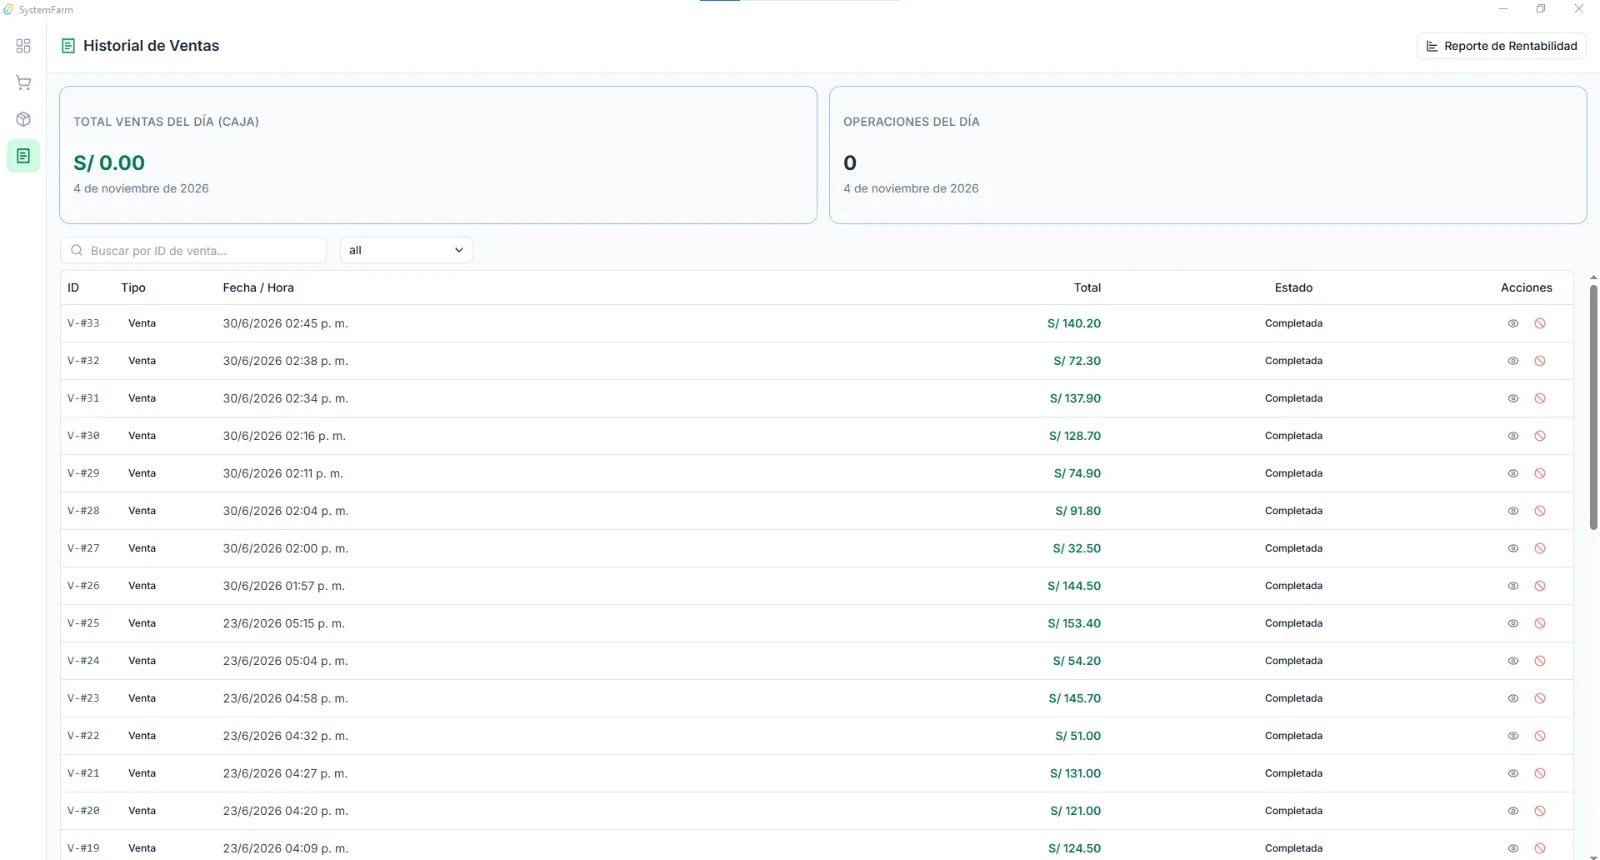 SystemFarm
Historial de Ventas
Reporte de Rentabilidad
TOTAL VENTAS DEL DÍA (CAJA)
S/ 0.00
4 de noviembre de 2026
OPERACIONES DEL DÍA
0
4 de noviembre de 2026
Buscar por ID de venta...
all
ID Tipo Fecha / Hora Total Estado Acciones
V-#33 Venta 30/6/2026 02:45 p. m. S/ 140.20 Completada
V-#32 Venta 30/6/2026 02:38 p. m. S/ 72.30 Completada
V-#31 Venta 30/6/2026 02:34 p. m. S/ 137.90 Completada
V-#30 Venta 30/6/2026 02:16 p. m. S/ 128.70 Completada
V-#29 Venta 30/6/2026 02:11 p. m. S/ 74.90 Completada
V-#28 Venta 30/6/2026 02:04 p. m. S/ 91.80 Completada
V-#27 Venta 30/6/2026 02:00 p. m. S/ 32.50 Completada
V-#26 Venta 30/6/2026 01:57 p. m. S/ 144.50 Completada
V-#25 Venta 23/6/2026 05:15 p. m. S/ 153.40 Completada
V-#24 Venta 23/6/2026 05:04 p. m. S/ 54.20 Completada
V-#23 Venta 23/6/2026 04:58 p. m. S/ 145.70 Completada
V-#22 Venta 23/6/2026 04:32 p. m. S/ 51.00 Completada
V-#21 Venta 23/6/2026 04:27 p. m. S/ 131.00 Completada
V-#20 Venta 23/6/2026 04:20 p. m. S/ 121.00 Completada
V-#19 Venta 23/6/2026 04:09 p. m. S/ 124.50 Completada